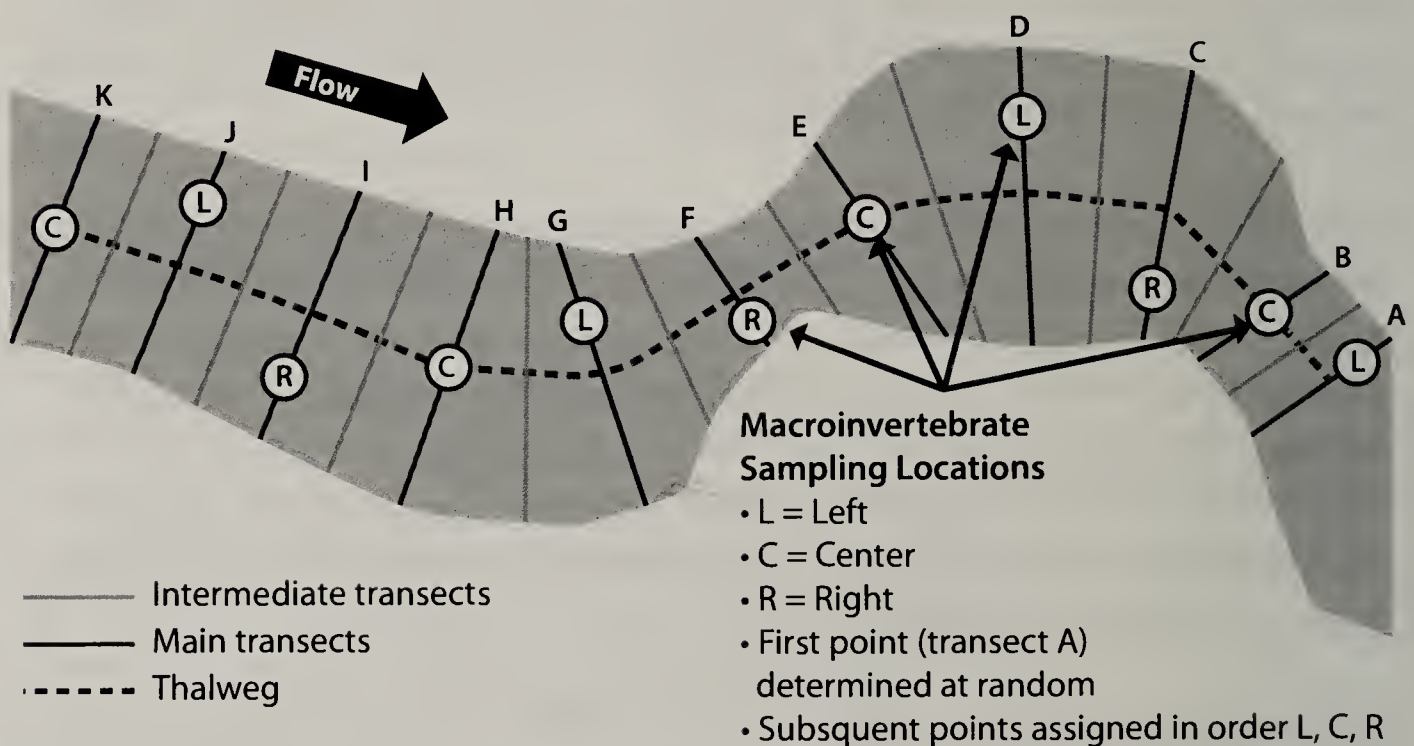 D
C
K
Flow
J
E
L
I
H
G
F
B
L
C
C
A
R
C
L
R
L
C
R
C
Macroinvertebrate
Sampling Locations
• L = Left
• C = Center
• R = Right
• First point (transect A)
determined at random
• Subsquent points assigned in order L, C, R
Intermediate transects
Main transects
Thalweg